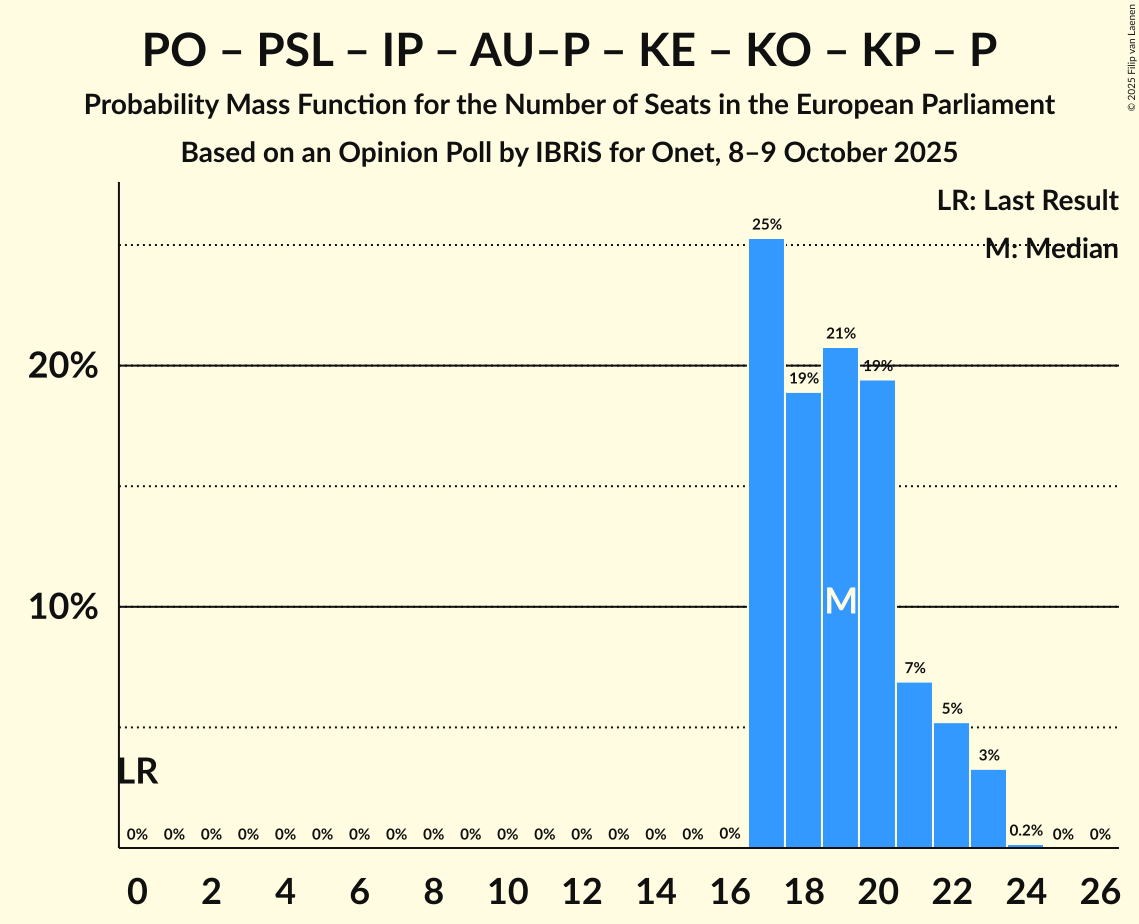 PO – PSL – IP – AU–P – KE – KO – KP – P
Probability Mass Function for the Number of Seats in the European Parliament
Based on an Opinion Poll by IBRiS for Onet, 8–9 October 2025
© 2025 Filip van Laenen
LR: Last Result
M: Median
25%
21%
20%
19%
19%
10%
M
7%
5%
LR
3%
0% 0% 0% 0% 0% 0% 0% 0% 0% 0% 0% 0% 0% 0% 0% 0% 0% 0.2% 0% 0%
0 2 4 6 8 10 12 14 16 18 20 22 24 26